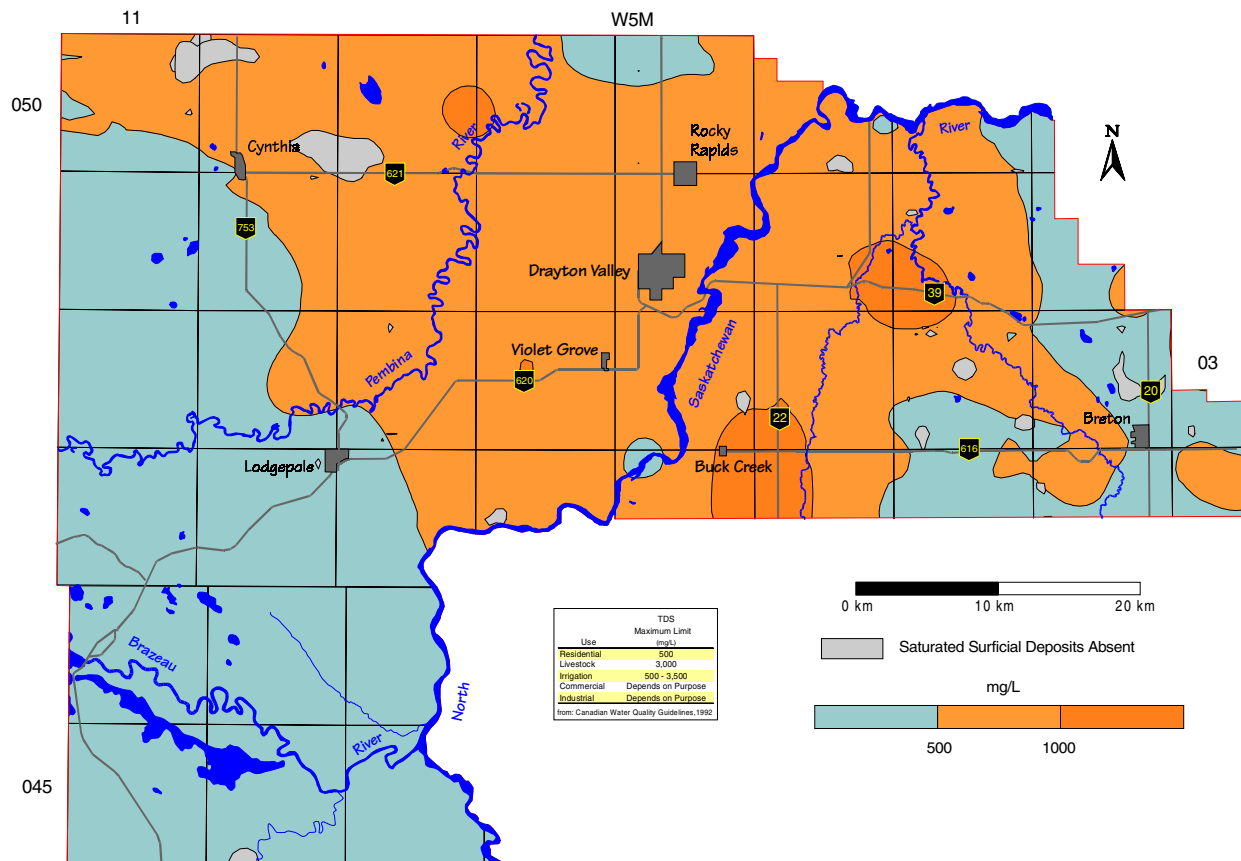 11
W5M
050
Cynthia
Rocky
Rapids
River
River
N
621
753
Drayton Valley
39
Violet Grove
620
Pembina
Saskatchewan
03
20
22
Breton
Lodgepole
Buck Creek
616
0 km
10 km
20 km
TDS
Maximum Limit
Use
(mg/L)
Residential 500
Livestock 3,000
Irrigation 500 - 3,500
Commercial Depends on Purpose
Industrial Depends on Purpose
from: Canadian Water Quality Guidelines,1992
Saturated Surficial Deposits Absent
mg/L
500
1000
Brazeau
River
North
045